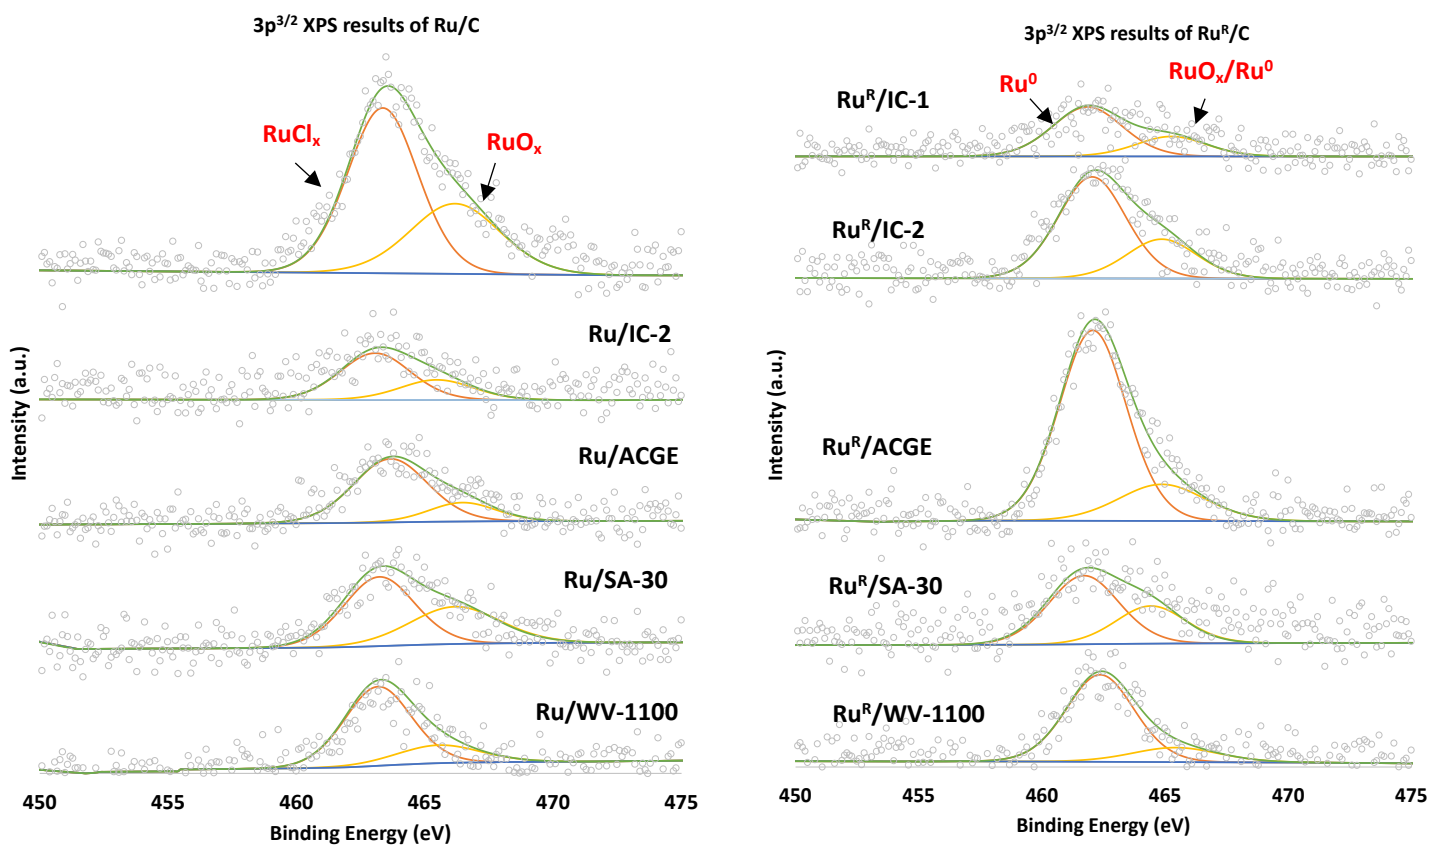 3p3/2 XPS results of Ru/C
RuClx
RuOx
Ru/IC-2
Ru/ACGE
Ru/SA-30
Ru/WV-1100
Intensity (a.u.)
450 455 460 465 470 475
Binding Energy (eV)
3p3/2 XPS results of RuR/C
Ru0
RuOx/Ru0
RuR/IC-1
RuR/IC-2
RuR/ACGE
RuR/SA-30
RuR/WV-1100
Intensity (a.u.)
450 455 460 465 470 475
Binding Energy (eV)